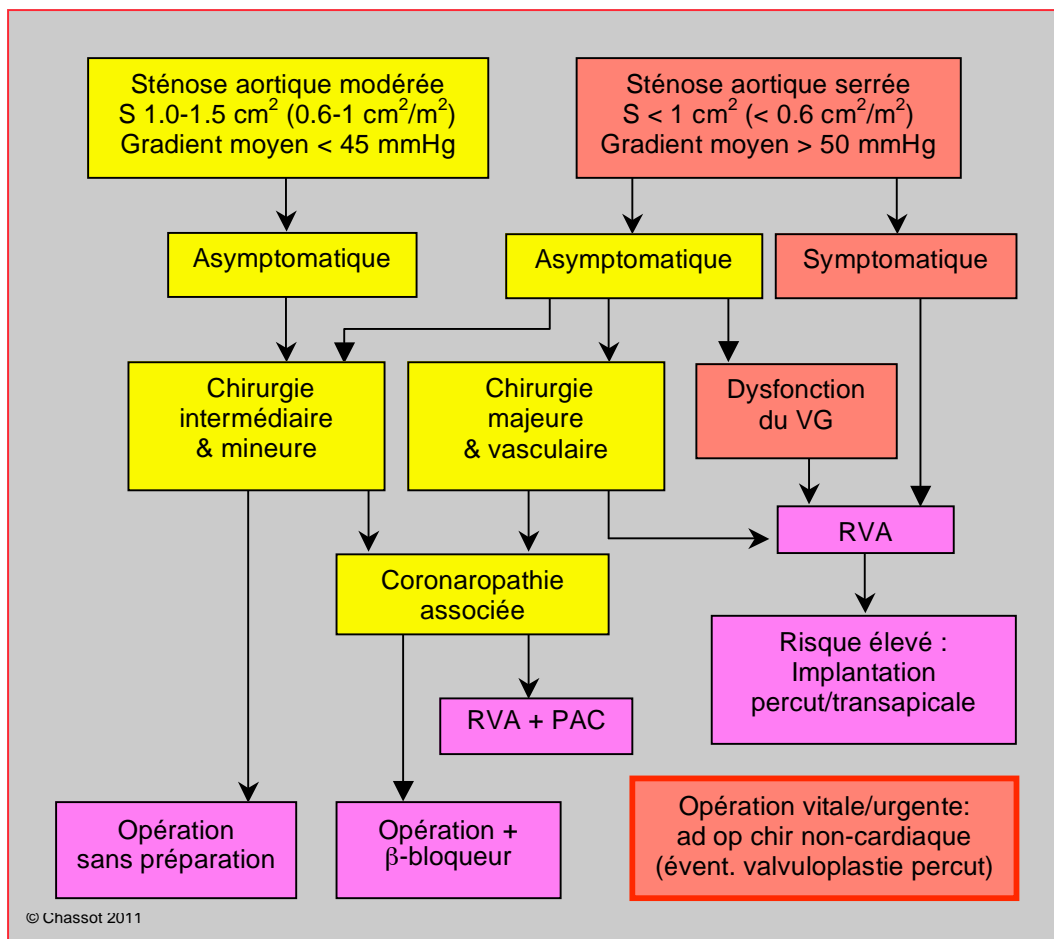 Sténose aortique modérée
S 1.0-1.5 cm² (0.6-1 cm²/m²)
Gradient moyen < 45 mmHg
Sténose aortique serrée
S < 1 cm² (< 0.6 cm²/m²)
Gradient moyen > 50 mmHg
Asymptomatique
Asymptomatique
Symptomatique
Chirurgie
intermédiaire
& mineure
Chirurgie
majeure
& vasculaire
Dysfonction
du VG
RVA
Coronaropathie
associée
Risque élevé :
Implantation
percut/transapicale
RVA + PAC
Opération
sans préparation
Opération +
β-bloqueur
Opération vitale/urgente:
ad op chir non-cardiaque
(évent. valvuloplastie percut)
© Chassot 2011